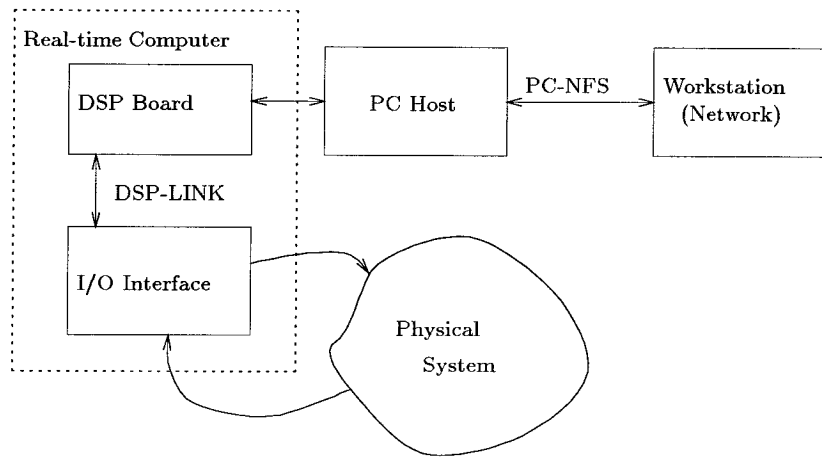 Real-time Computer
DSP Board
PC Host
PC-NFS
Workstation
(Network)
DSP-LINK
I/O Interface
Physical
System